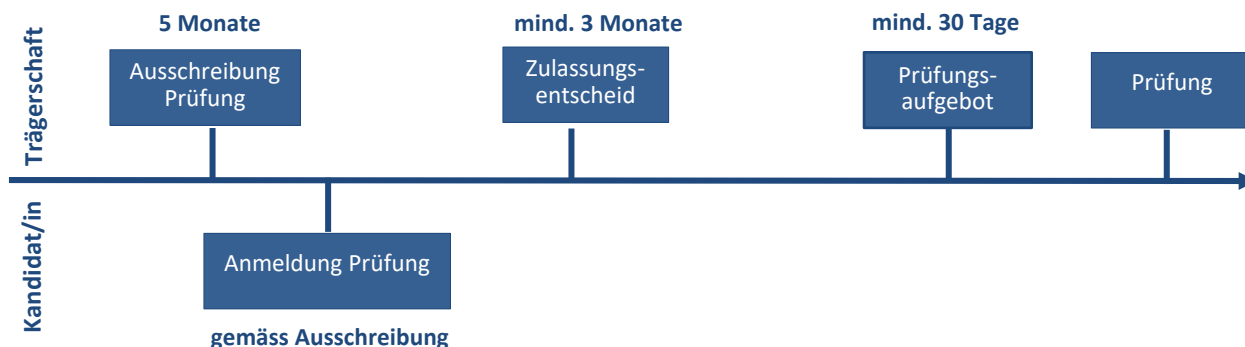 5 Monate
mind. 3 Monate
mind. 30 Tage
Trägerschaft
Ausschreibung
Prüfung
Zulassungs-
entscheid
Prüfungs-
aufgebot
Prüfung
Kandidat/in
Anmeldung Prüfung
gemäss Ausschreibung